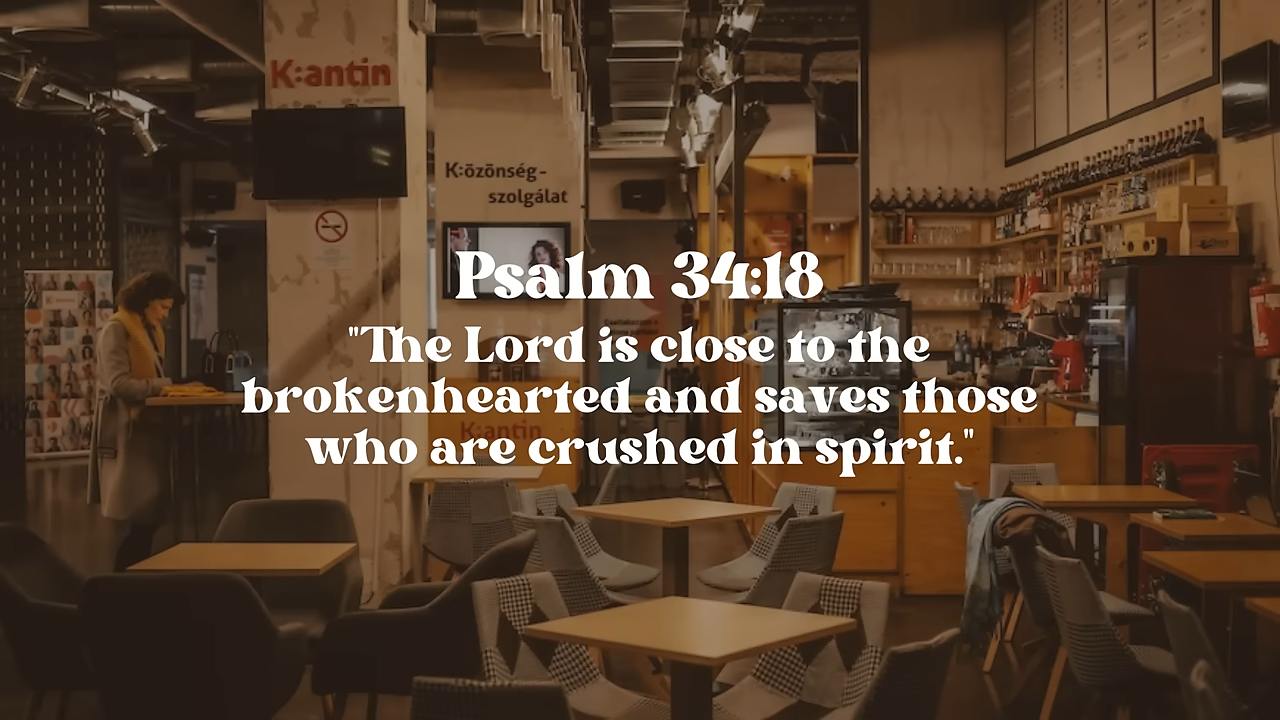 K:antin
K:özönség-
szolgálat
Psalm 34:18
"The Lord is close to the
brokenhearted and saves those
who are crushed in spirit."
K:antin